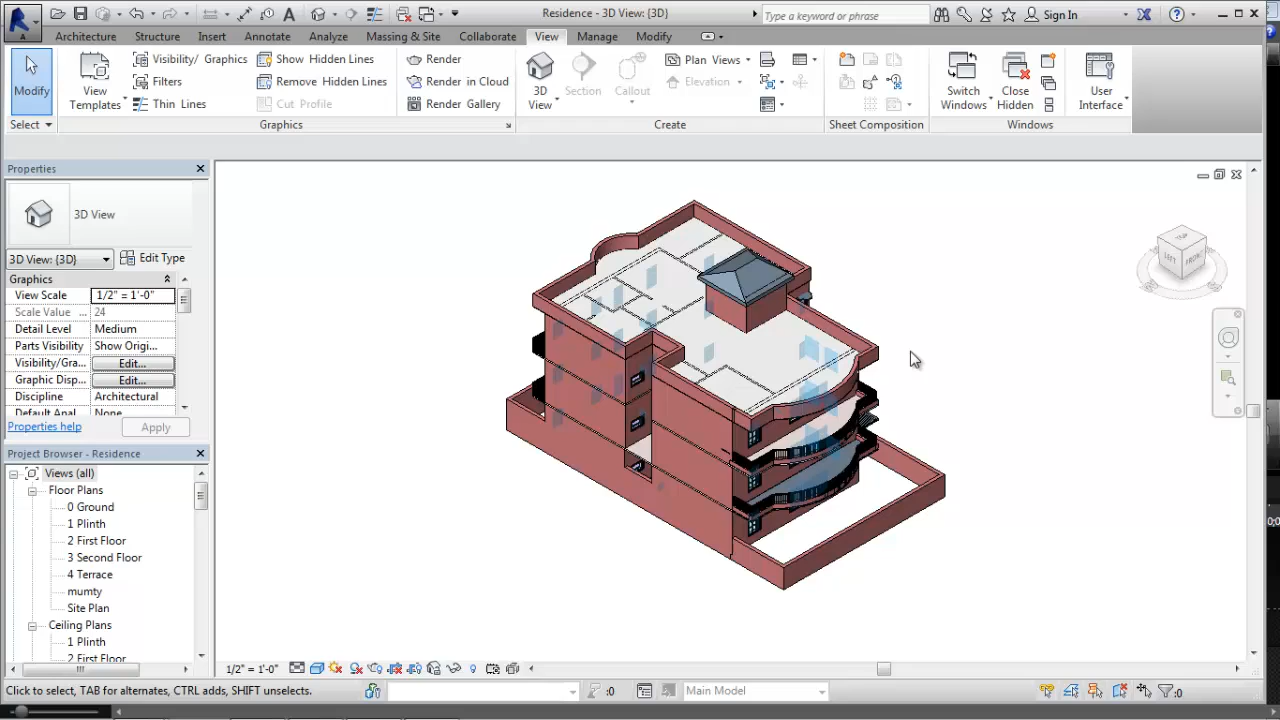 Residence - 3D View: {3D}
Type a keyword or phrase
Sign In
Architecture Structure Insert Annotate Analyze Massing & Site Collaborate View Manage Modify
Modify
View
Templates
Visibility/ Graphics
Filters
Thin Lines
Show Hidden Lines
Remove Hidden Lines
Cut Profile
Render
Render in Cloud
Render Gallery
3D
View
Section
Callout
Plan Views
Elevation
Switch
Windows
Close
Hidden
User
Interface
Select
Graphics
Create
Sheet Composition
Windows
Properties
3D View
3D View: {3D}
Edit Type
Graphics
View Scale 1/2" = 1'-0"
Scale Value ... 24
Detail Level Medium
Parts Visibility Show Origi...
Visibility/Gra... Edit...
Graphic Disp... Edit...
Discipline Architectural
Default Anal... None
Properties help
Apply
Project Browser - Residence
Views (all)
Floor Plans
0 Ground
1 Plinth
2 First Floor
3 Second Floor
4 Terrace
mumty
Site Plan
Ceiling Plans
1 Plinth
2 First Floor
TOP
LEFT
FRONT
1/2" = 1'-0"
Click to select, TAB for alternates, CTRL adds, SHIFT unselects.
:0
Main Model
:0